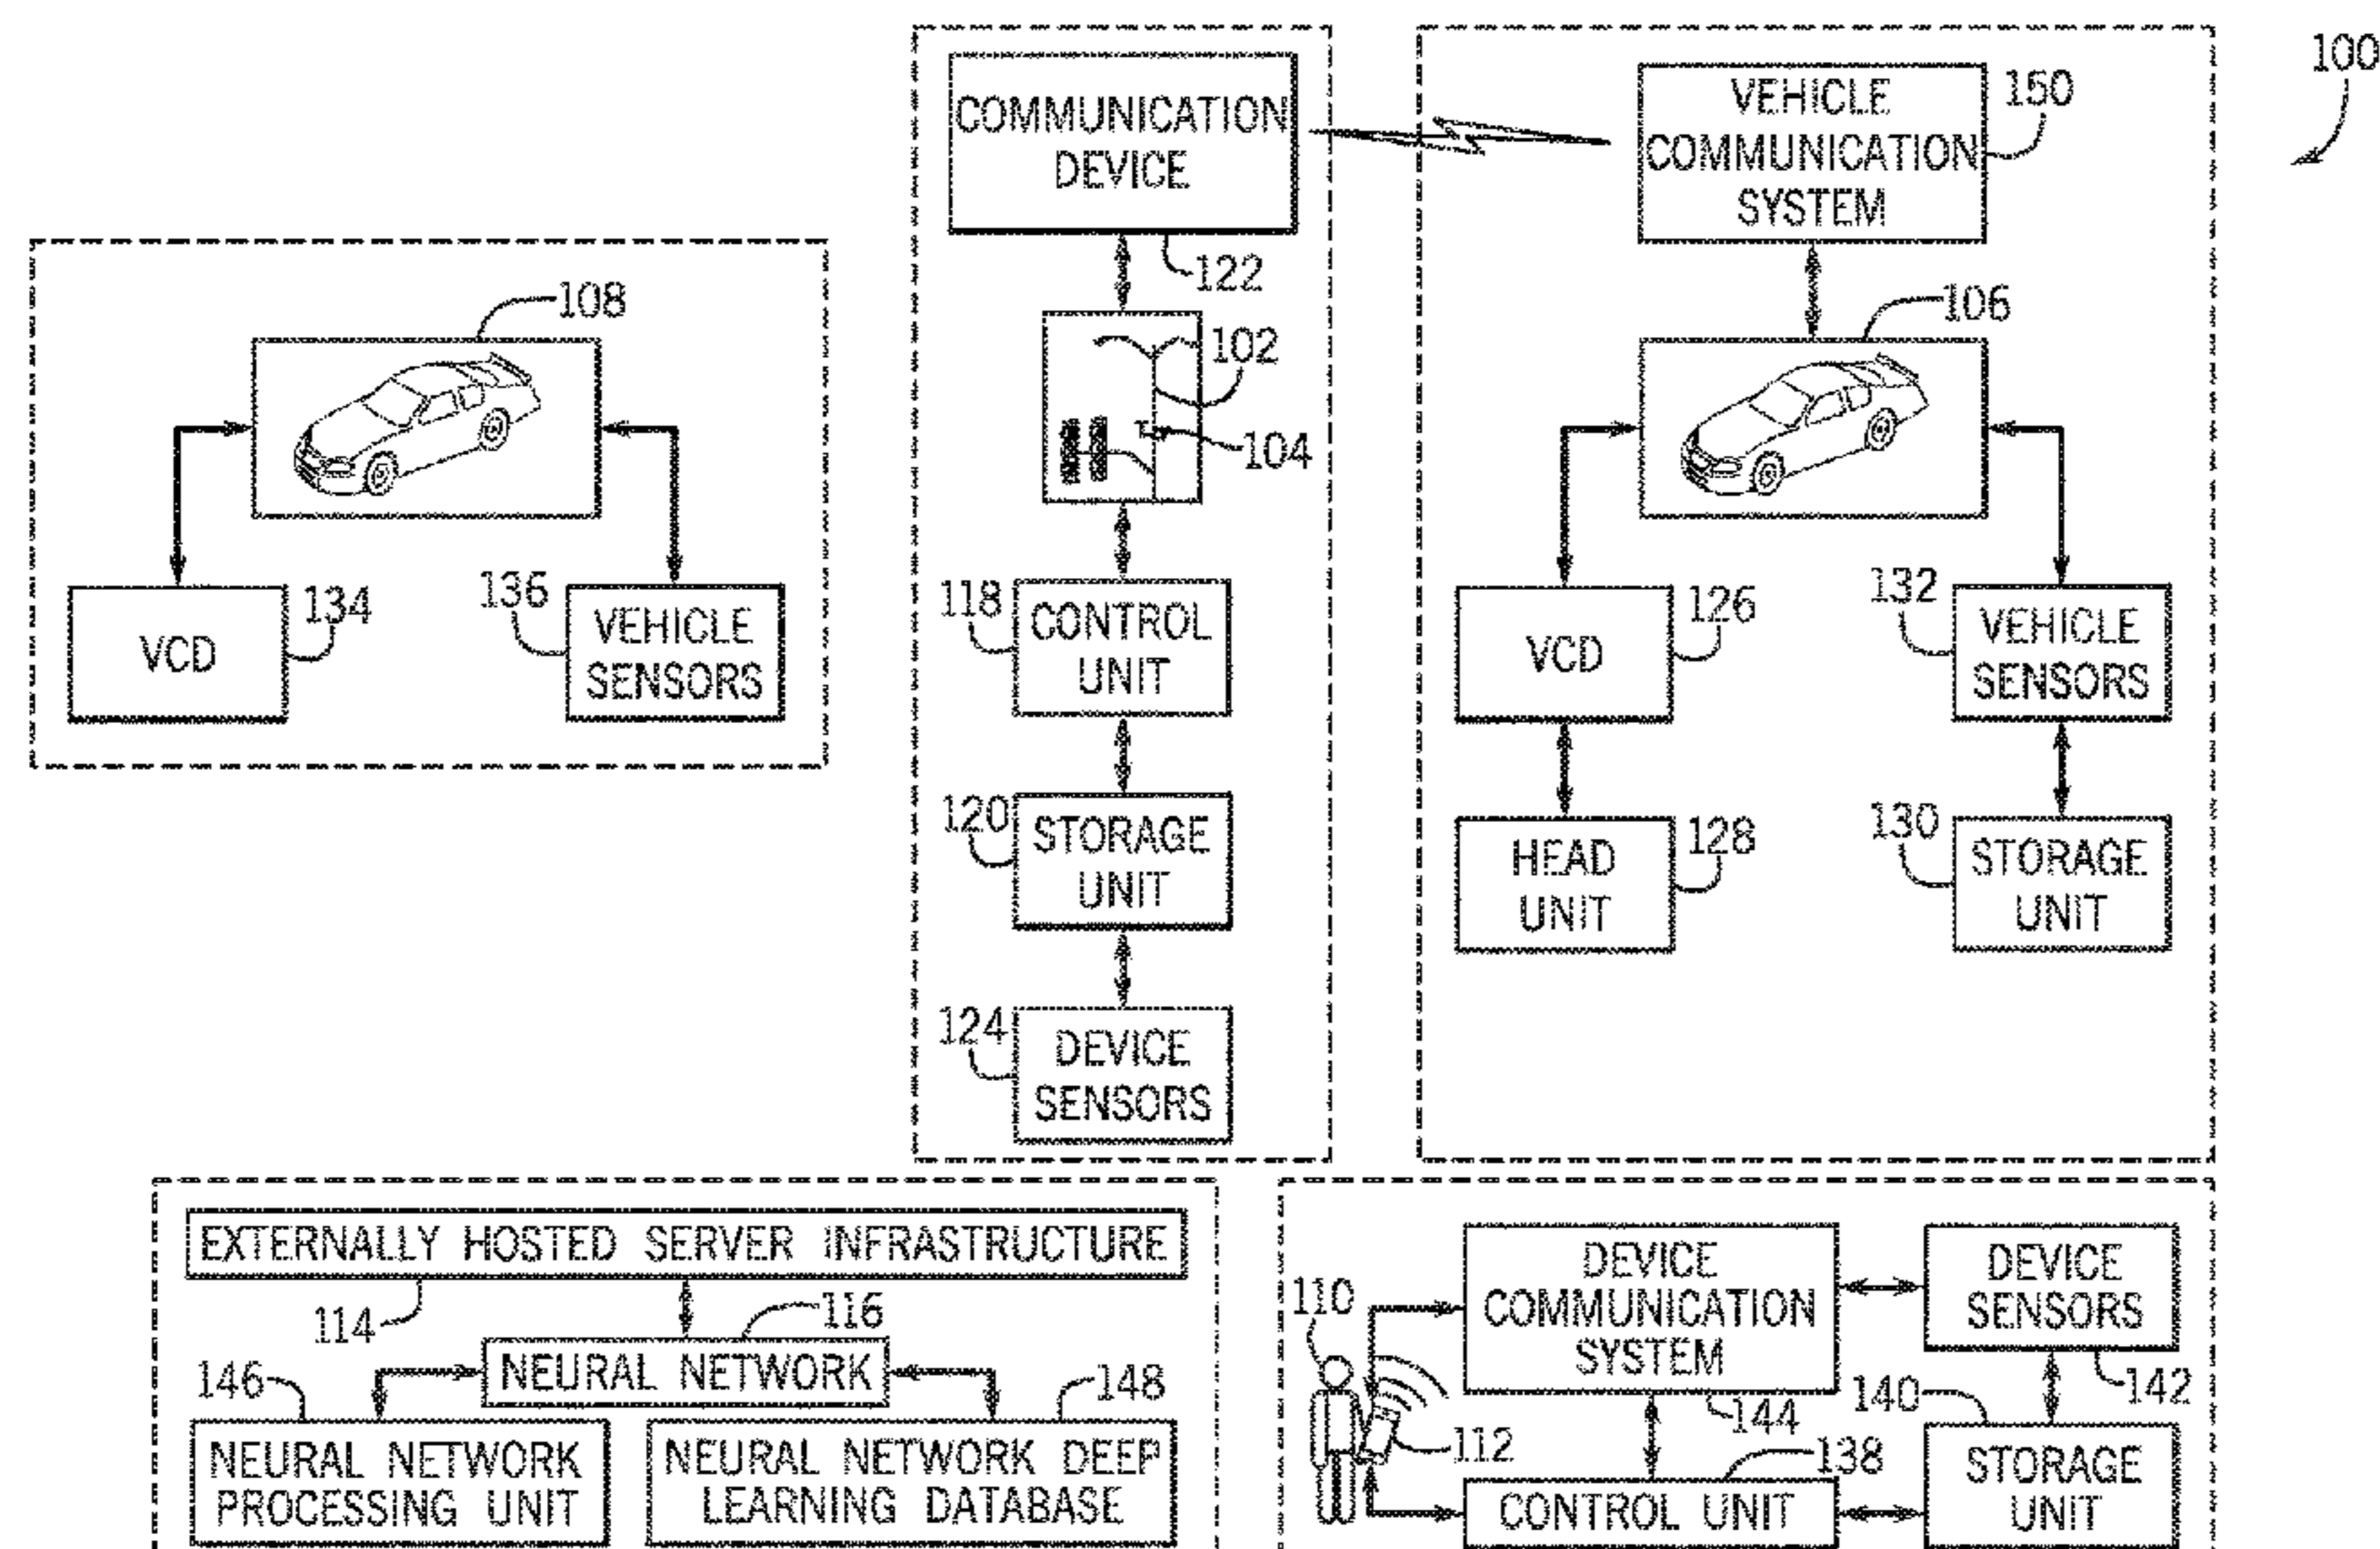 100
COMMUNICATION
DEVICE
122
VEHICLE
COMMUNICATION
SYSTEM
150
108
VCD
134
136
VEHICLE
SENSORS
102
104
118
CONTROL
UNIT
120
STORAGE
UNIT
124
DEVICE
SENSORS
106
VCD
126
132
VEHICLE
SENSORS
HEAD
UNIT
128
130
STORAGE
UNIT
EXTERNALLY HOSTED SERVER INFRASTRUCTURE
114
116
NEURAL NETWORK
146
148
NEURAL NETWORK
PROCESSING UNIT
NEURAL NETWORK DEEP
LEARNING DATABASE
110
112
DEVICE
COMMUNICATION
SYSTEM
144
DEVICE
SENSORS
142
138
CONTROL UNIT
140
STORAGE
UNIT